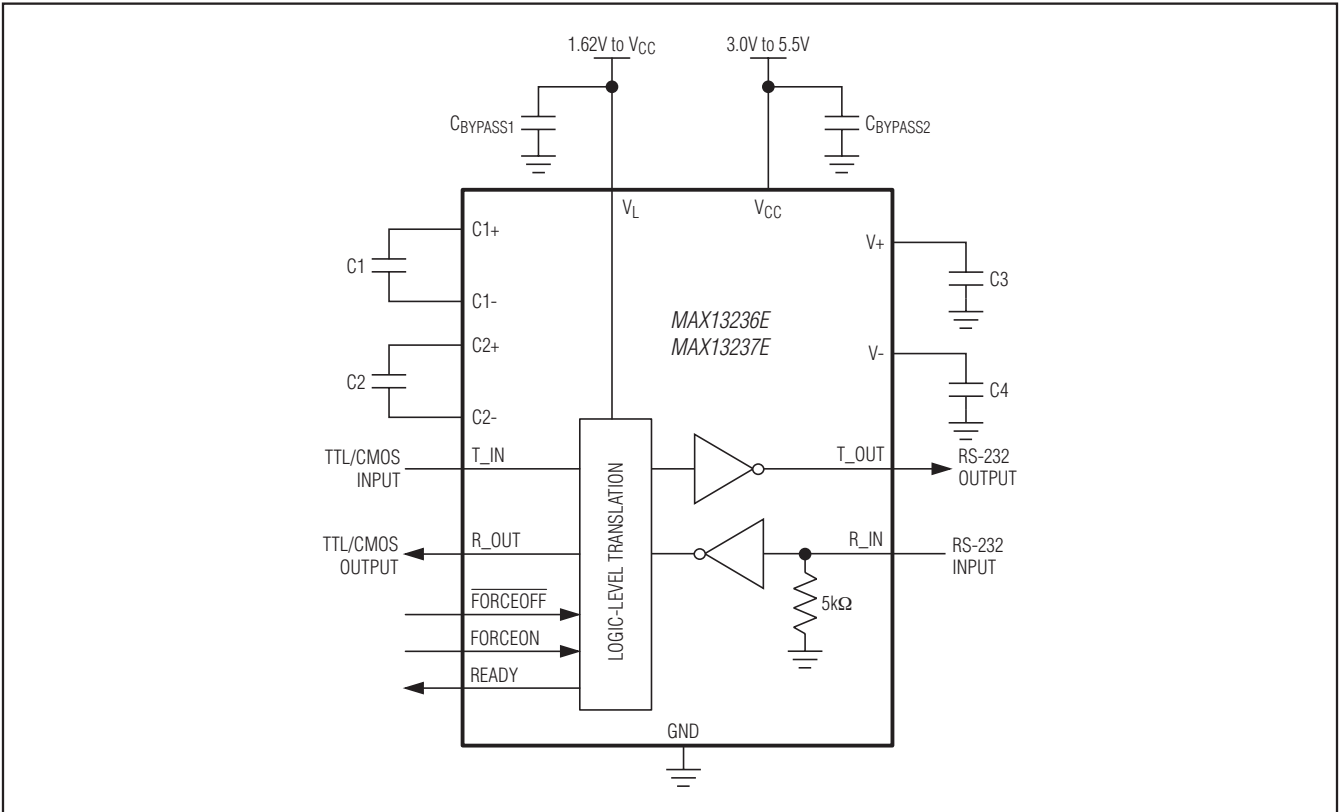 1.62V to VCC
3.0V to 5.5V
CBYPASS1
CBYPASS2
VL
VCC
C1+
V+
C1
C3
C1-
MAX13236E
MAX13237E
C2+
V-
C2
C4
C2-
TTL/CMOS
INPUT
T_IN
LOGIC-LEVEL TRANSLATION
T_OUT
RS-232
OUTPUT
TTL/CMOS
OUTPUT
R_OUT
R_IN
RS-232
INPUT
5kΩ
FORCEOFF
FORCEON
READY
GND